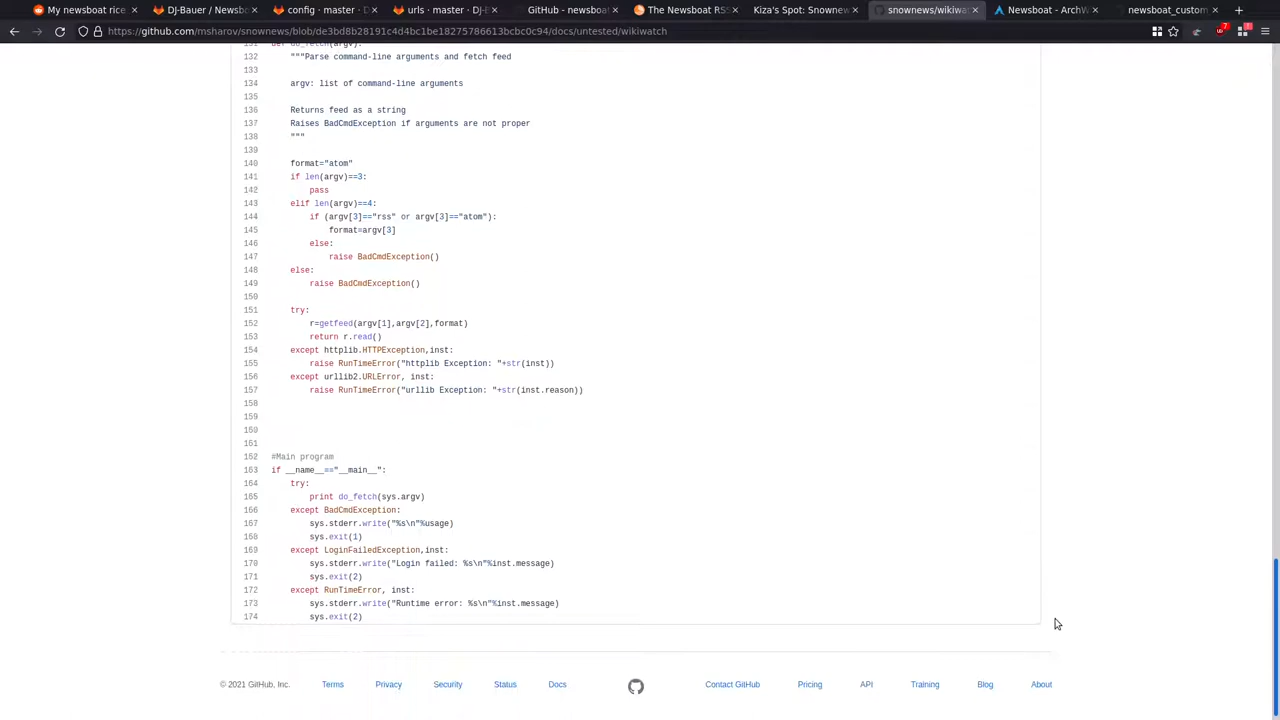 My newsboat rice
DJ-Bauer / Newsbo
config · master · D
urls · master · DJ-B
GitHub - newsboat
The Newsboat RSS
Kiza's Spot: Snownew
snownews/wikiwat
Newsboat - ArchW
newsboat_custom
https://github.com/msharov/snownews/blob/de3bd8b28191c4d4bc1be18275786613bcbc0c94/docs/untested/wikiwatch
131 def do_fetch(argv):
132 """Parse command-line arguments and fetch feed
133
134 argv: list of command-line arguments
135
136 Returns feed as a string
137 Raises BadCmdException if arguments are not proper
138 """
139
140 format="atom"
141 if len(argv)==3:
142 pass
143 elif len(argv)==4:
144 if (argv[3]=="rss" or argv[3]=="atom"):
145 format=argv[3]
146 else:
147 raise BadCmdException()
148 else:
149 raise BadCmdException()
150
151 try:
152 r=getfeed(argv[1],argv[2],format)
153 return r.read()
154 except httplib.HTTPException,inst:
155 raise RunTimeError("httplib Exception: "+str(inst))
156 except urllib2.URLError, inst:
157 raise RunTimeError("urllib Exception: "+str(inst.reason))
158
159
160
161
162 #Main program
163 if __name__=="__main__":
164 try:
165 print do_fetch(sys.argv)
166 except BadCmdException:
167 sys.stderr.write("%s\n"%usage)
168 sys.exit(1)
169 except LoginFailedException,inst:
170 sys.stderr.write("Login failed: %s\n"%inst.message)
171 sys.exit(2)
172 except RunTimeError, inst:
173 sys.stderr.write("Runtime error: %s\n"%inst.message)
174 sys.exit(2)
© 2021 GitHub, Inc. Terms Privacy Security Status Docs Contact GitHub Pricing API Training Blog About